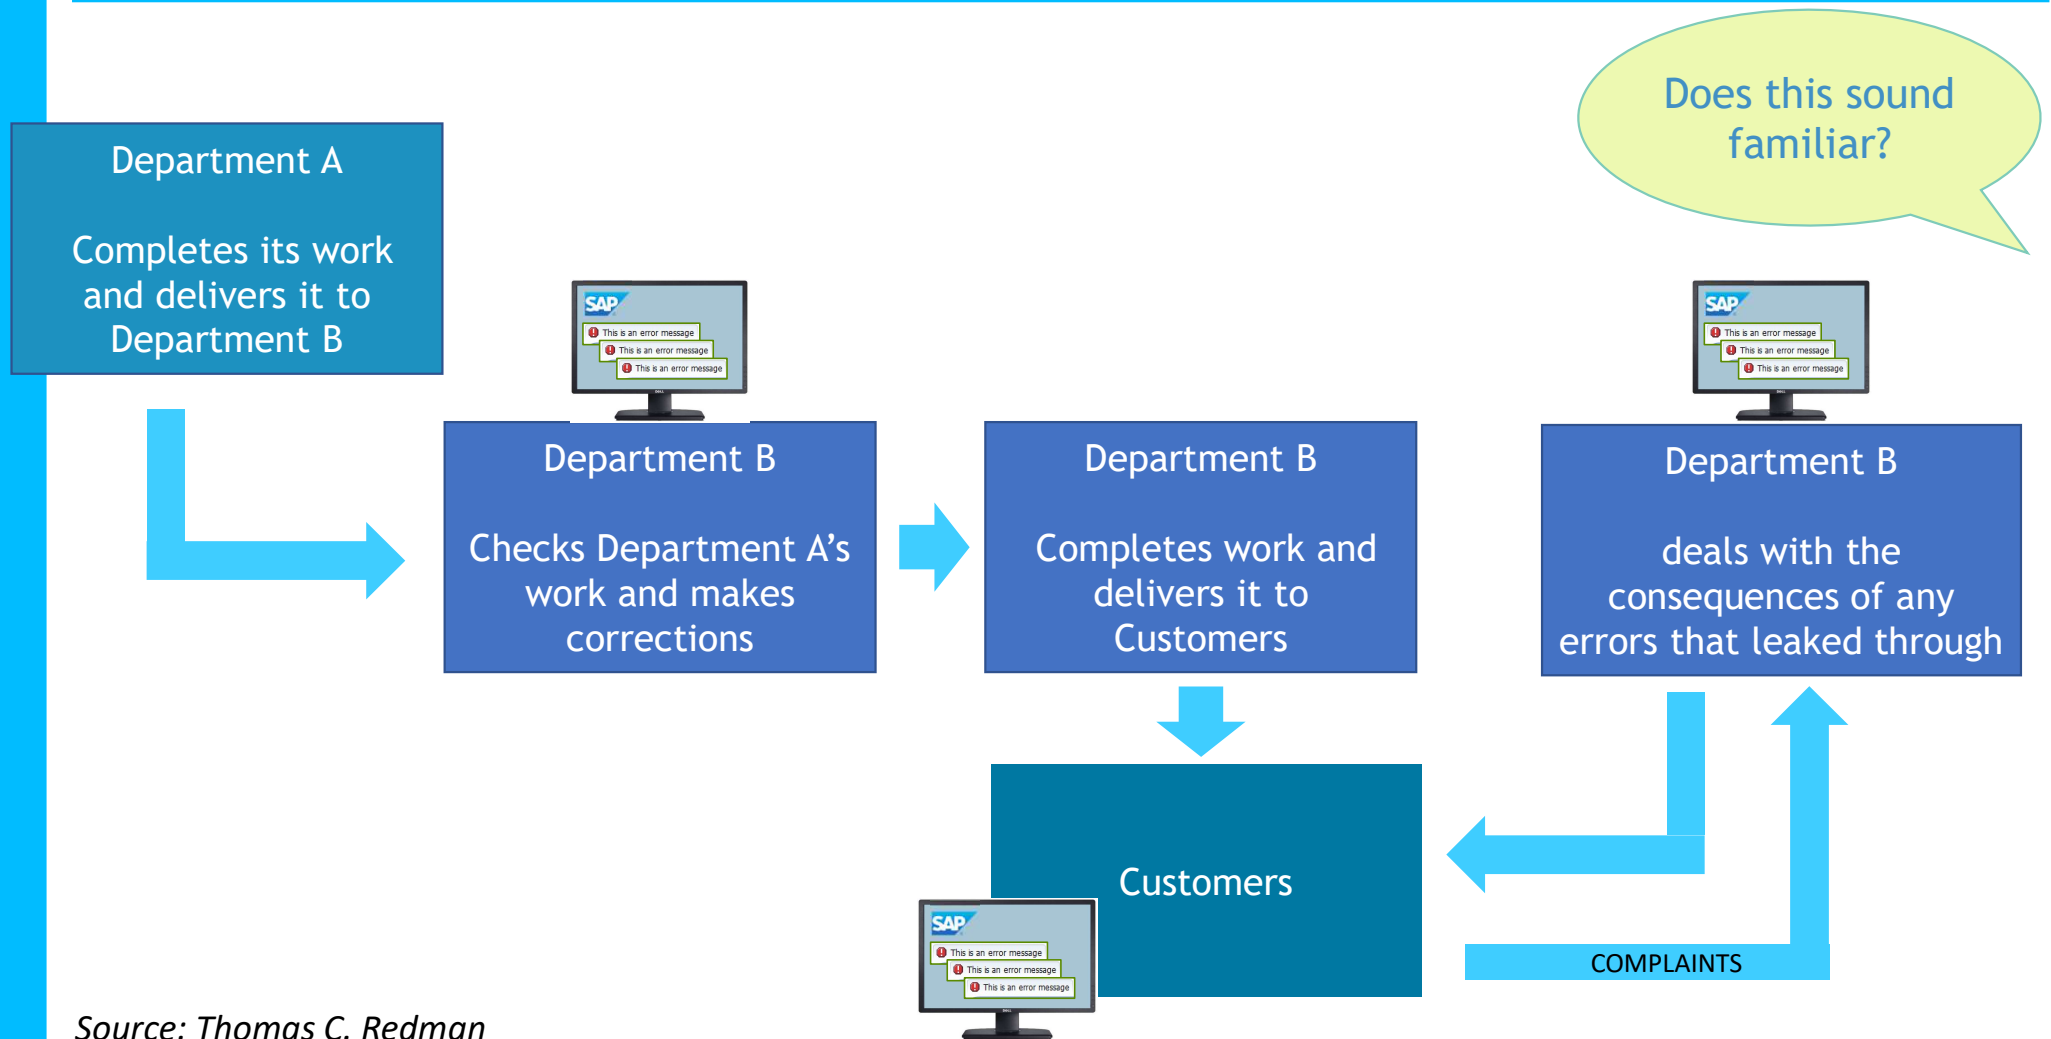 Does this sound
familiar?
Department A
Completes its work
and delivers it to
Department B
SAP
This is an error message
This is an error message
This is an error message
SAP
This is an error message
This is an error message
This is an error message
Department B
Checks Department A’s
work and makes
corrections
Department B
Completes work and
delivers it to
Customers
Department B
deals with the
consequences of any
errors that leaked through
Customers
SAP
This is an error message
This is an error message
This is an error message
COMPLAINTS
Source: Thomas C. Redman